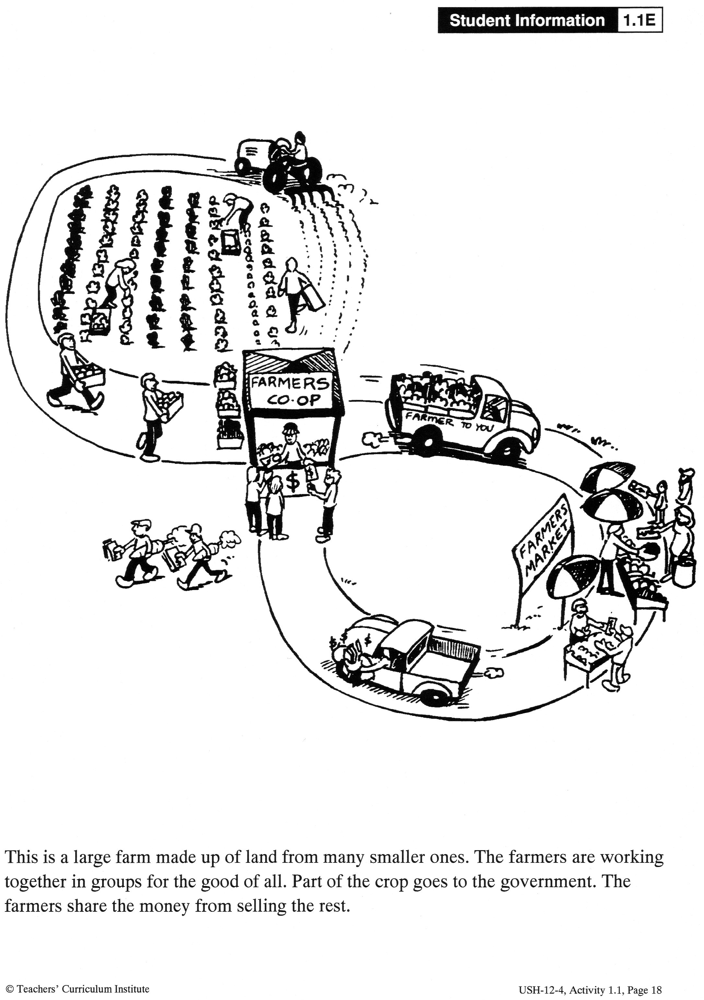 Student Information 1.1E
FARMERS
CO-OP
FARMER TO YOU
$
FARMERS
MARKET
$ $ $
This is a large farm made up of land from many smaller ones. The farmers are working
together in groups for the good of all. Part of the crop goes to the government. The
farmers share the money from selling the rest.
© Teachers’ Curriculum Institute
USH-12-4, Activity 1.1, Page 18